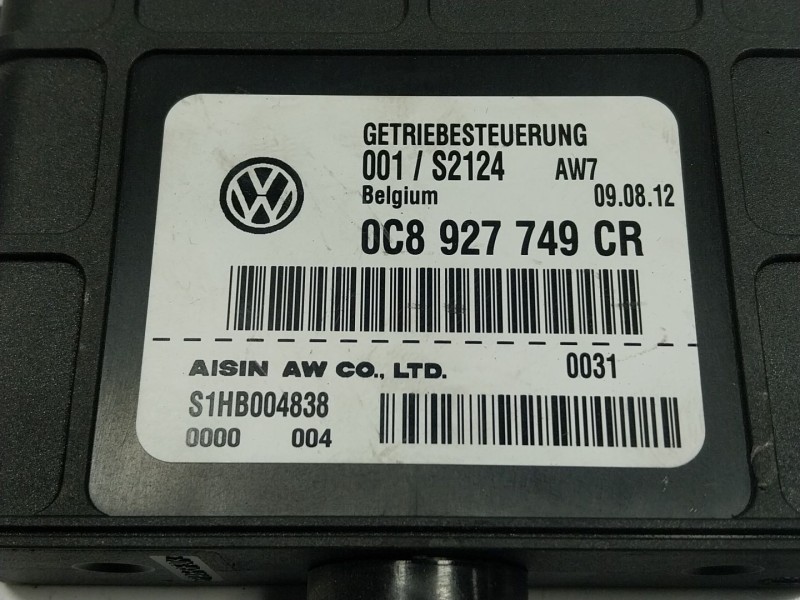 GETRIEBESTEUERUNG
001 / S2124 AW7
Belgium 09.08.12
0C8 927 749 CR
AISIN AW CO., LTD. 0031
S1HB004838
0000 004